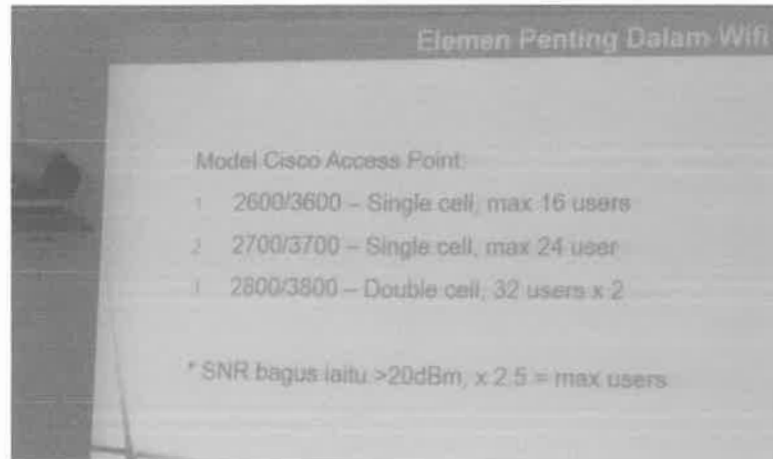 Elemen Penting Dalam Wifi
Model Cisco Access Point:
1 2600/3600 – Single cell, max 16 users
2 2700/3700 – Single cell, max 24 user
3 2800/3800 – Double cell, 32 users x 2
* SNR bagus iaitu >20dBm, x 2.5 = max users